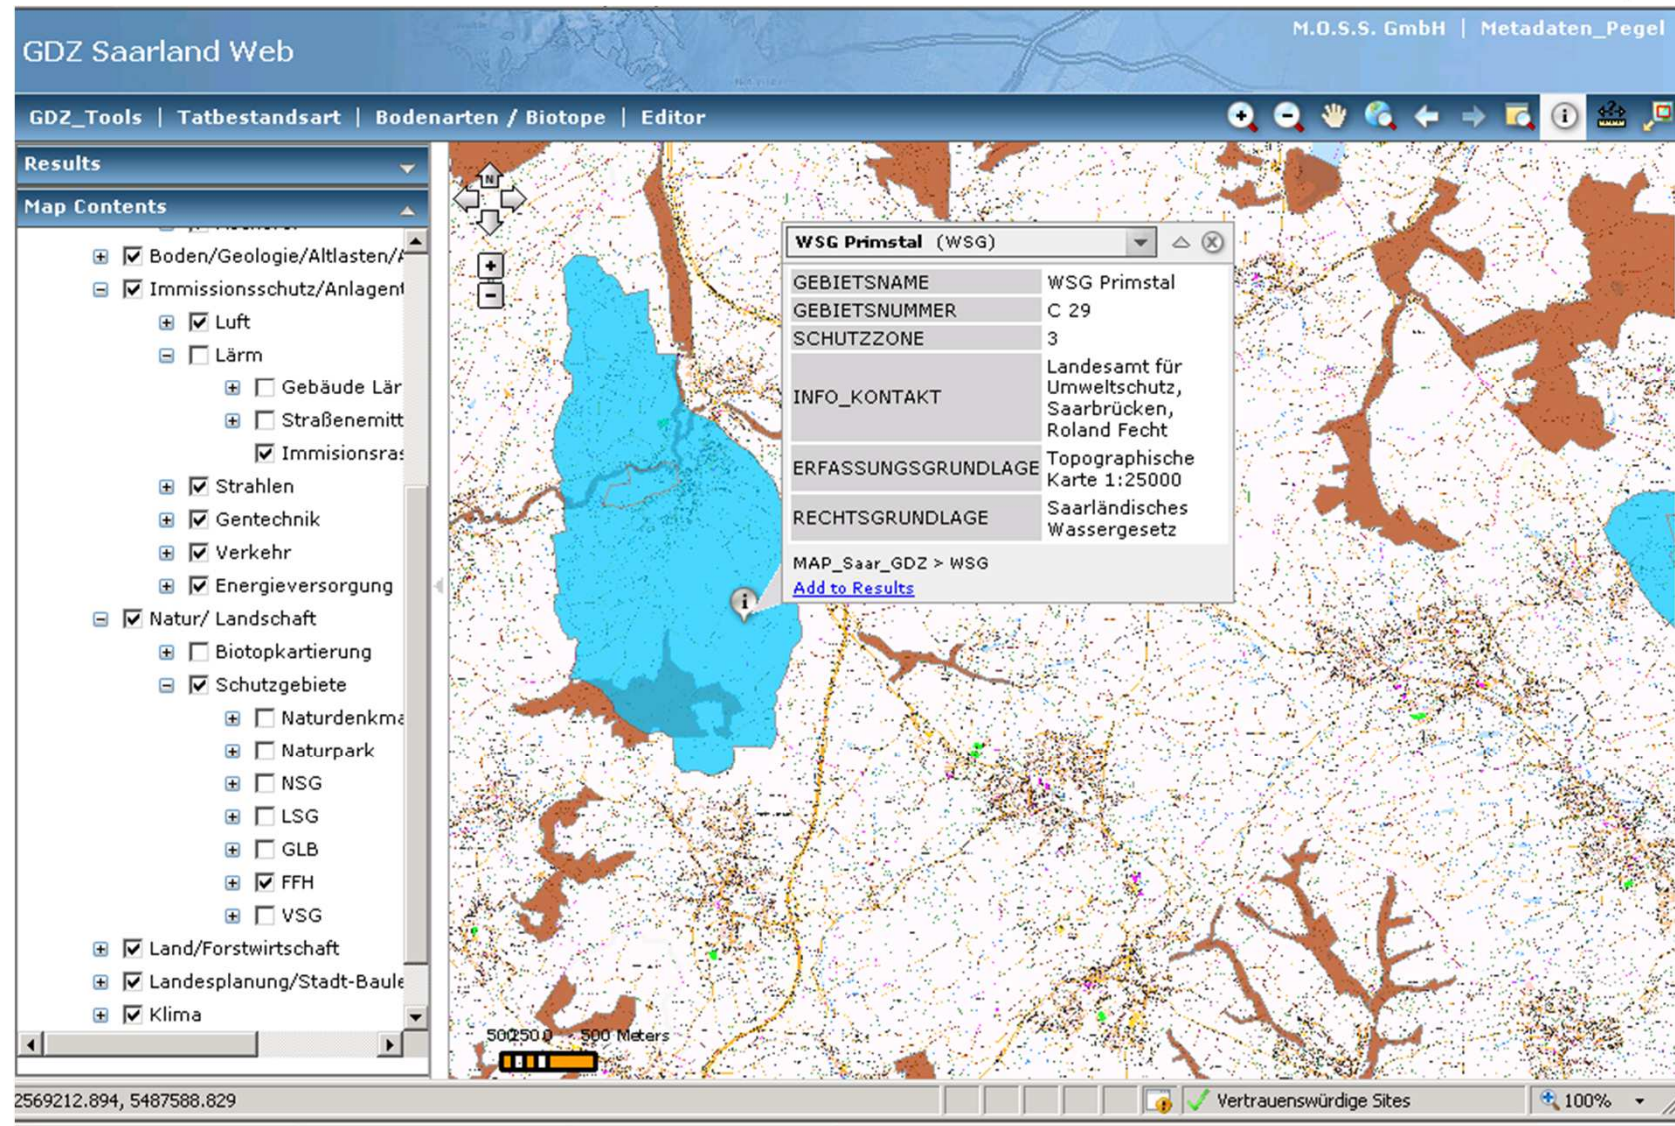 M.O.S.S. GmbH | Metadaten_Pegel
GDZ Saarland Web
GDZ_Tools | Tatbestandsart | Bodenarten / Biotope | Editor
Results
Map Contents
Boden/Geologie/Altlasten/
Immissionsschutz/Anlagent
Luft
Lärm
Gebäude Lär
Straßenemitt
Immisionsras
Strahlen
Gentechnik
Verkehr
Energieversorgung
Natur/ Landschaft
Biotopkartierung
Schutzgebiete
Naturdenkma
Naturpark
NSG
LSG
GLB
FFH
VSG
Land/Forstwirtschaft
Landesplanung/Stadt-Baule
Klima
N
WSG Primstal (WSG)
GEBIETSNAME WSG Primstal
GEBIETSNUMMER C 29
SCHUTZZONE 3
INFO_KONTAKT Landesamt für
Umweltschutz,
Saarbrücken,
Roland Fecht
ERFASSUNGSGRUNDLAGE Topographische
Karte 1:25000
RECHTSGRUNDLAGE Saarländisches
Wassergesetz
MAP_Saar_GDZ > WSG
Add to Results
500 Meters
2569212.894, 5487588.829
Vertrauenswürdige Sites
100%